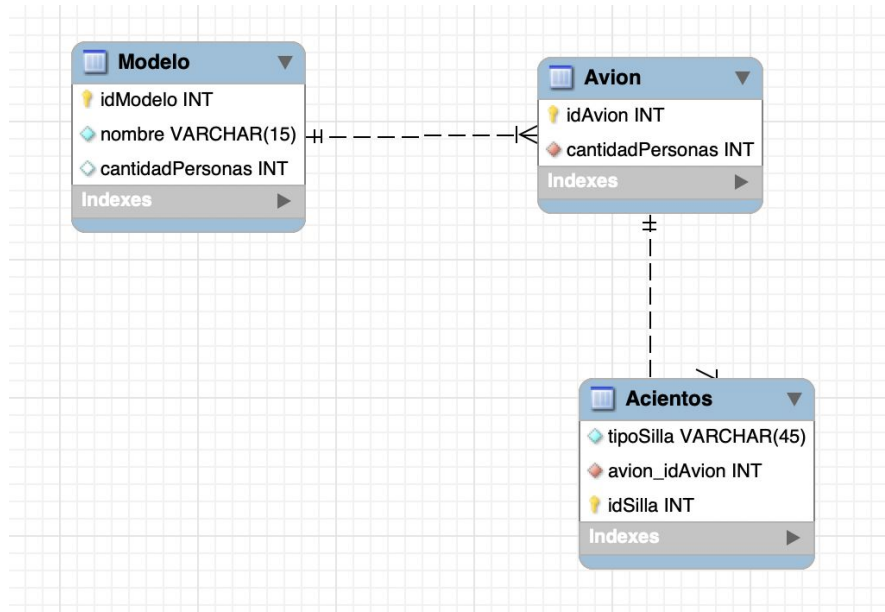 Modelo
idModelo INT
nombre VARCHAR(15)
cantidadPersonas INT
Indexes
Avion
idAvion INT
cantidadPersonas INT
Indexes
Acientos
tipoSilla VARCHAR(45)
avion_idAvion INT
idSilla INT
Indexes